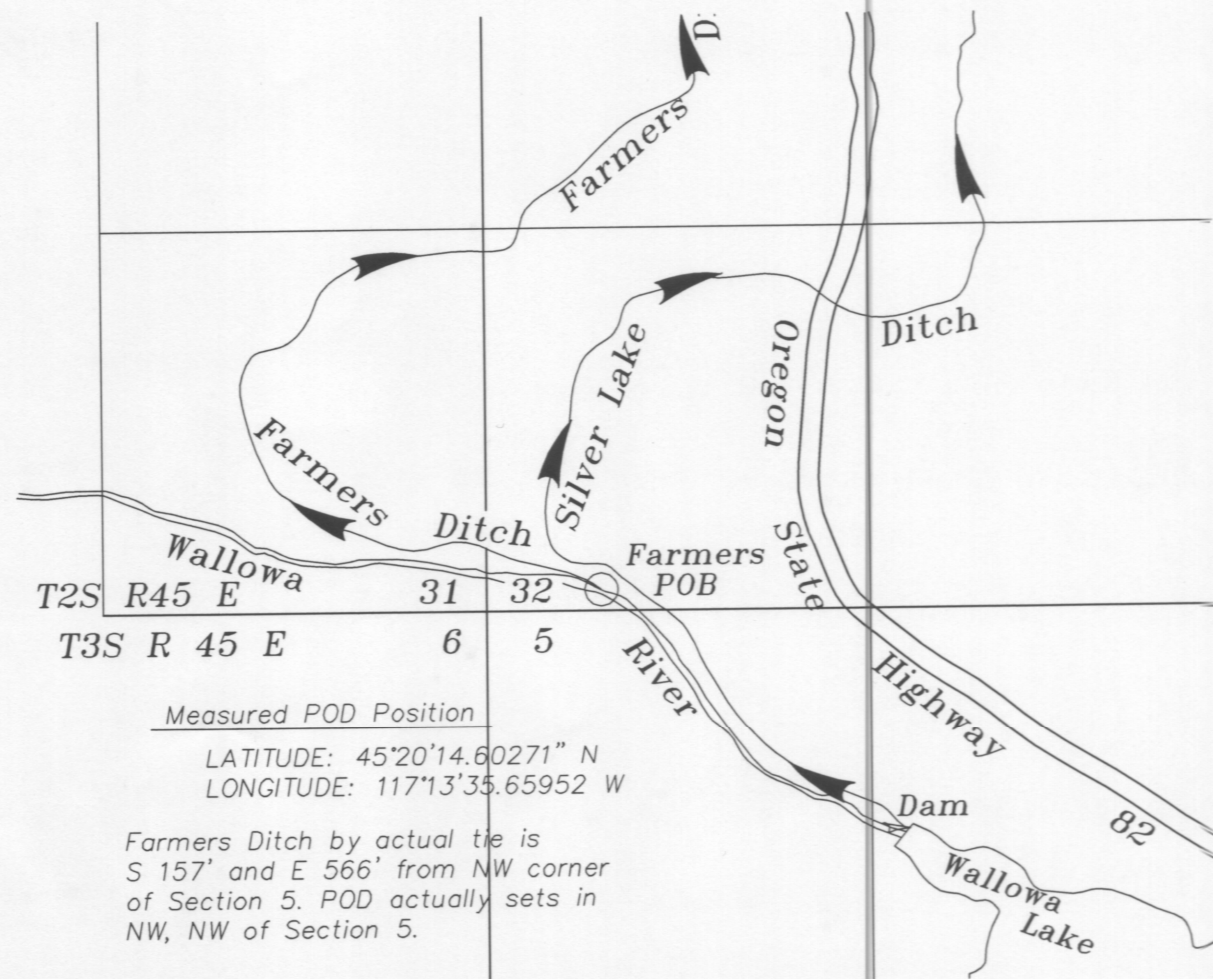 D
Farmers
Oregon
Ditch
Silver Lake
Farmers
Ditch
State
Farmers
POB
Wallowa
T2S R45 E 31 32
T3S R 45 E 6 5
River
Highway
82
Measured POD Position
LATITUDE: 45°20'14.60271" N
LONGITUDE: 117°13'35.65952 W
Dam
Wallowa
Lake
Farmers Ditch by actual tie is
S 157' and E 566' from NW corner
of Section 5. POD actually sets in
NW, NW of Section 5.